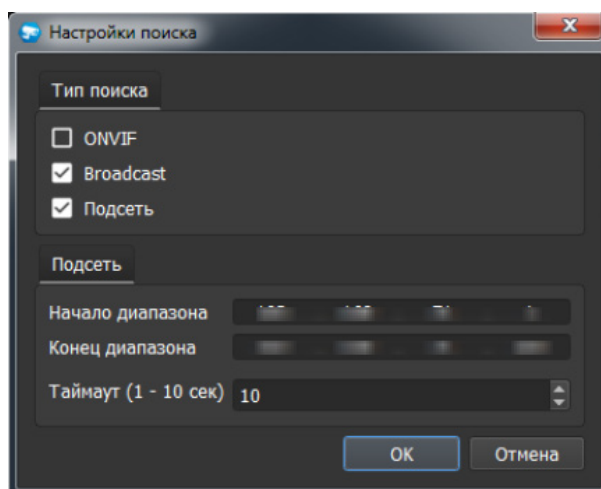 Настройки поиска
Тип поиска
ONVIF
Broadcast
Подсеть
Подсеть
Начало диапазона
Конец диапазона
Таймаут (1 - 10 сек) 10
OK Отмена